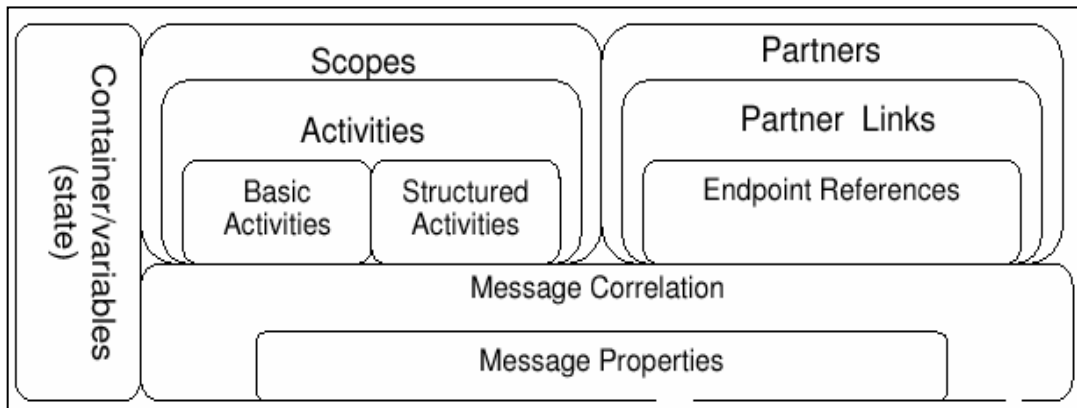 Container/variables
(state)
Scopes
Activities
Basic
Activities
Structured
Activities
Partners
Partner Links
Endpoint References
Message Correlation
Message Properties